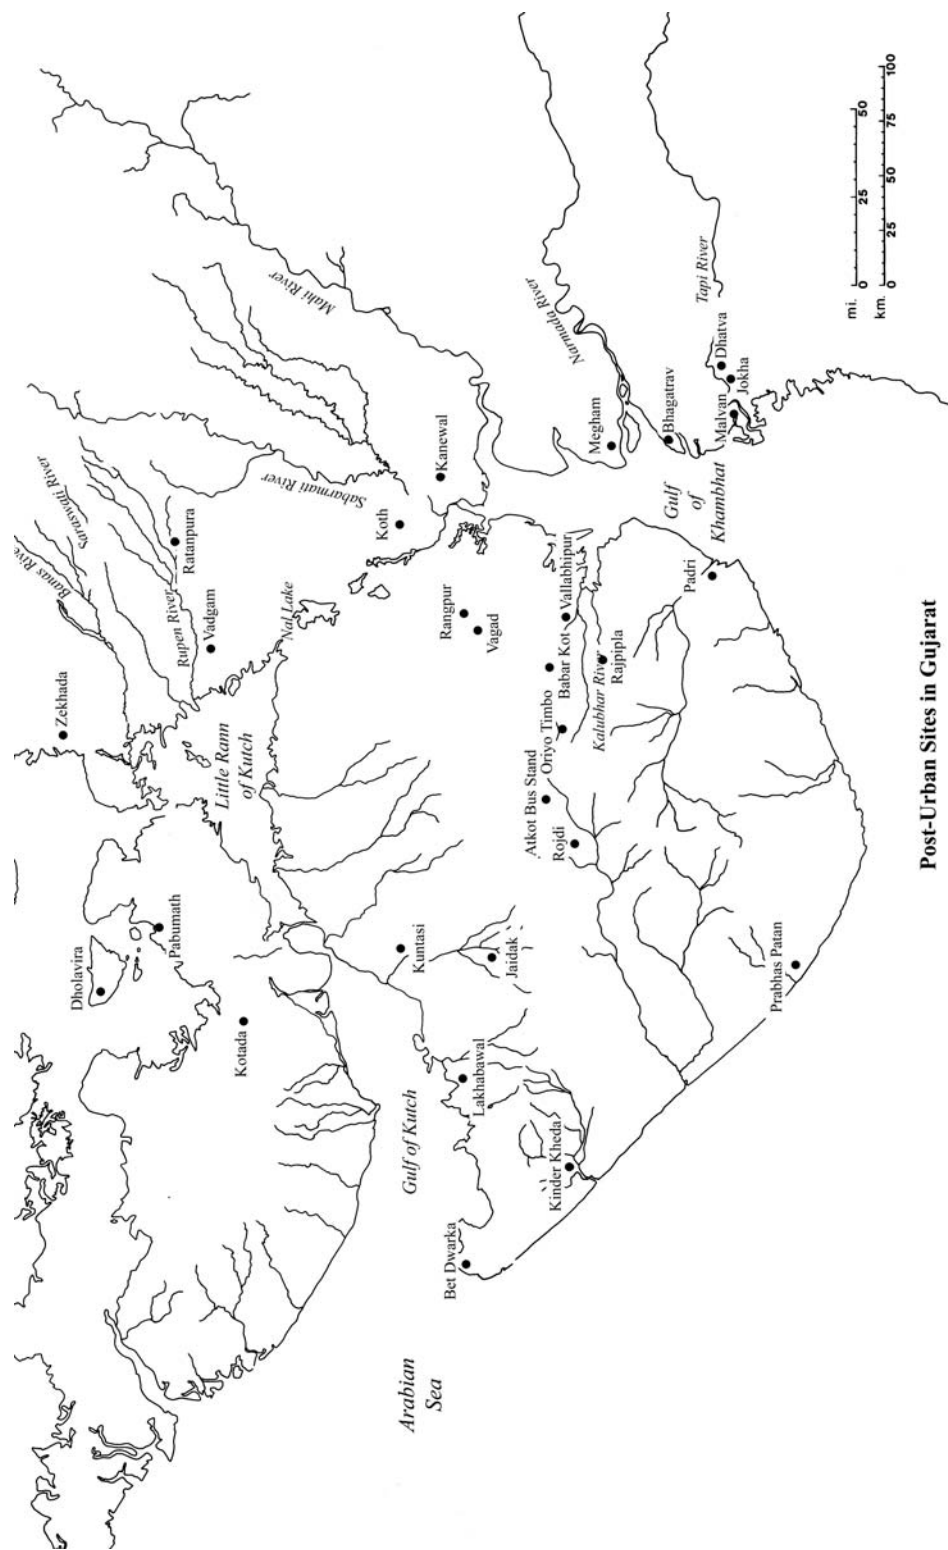 Zekhada
Banas River
Saraswati River
Dholavira
Pabumath
Rupen River
Ratanpura
Vadgam
Kotada
Little Rann
of Kutch
Nal Lake
Sabarmati River
Mahi River
Koth
Kanewal
Kuntasi
Jaidak
Gulf of Kutch
Lakhabawal
Bet Dwarka
Kinder Kheda
Arabian
Sea
Rangpur
Vagad
Vallabhipur
Babar Kot
Oriyo Timbo
Kalubhar River
Rajpipla
Atkot Bus Stand
Rojdi
Narmada River
Megham
Bhagatrav
Gulf
of
Khambhat
Padri
Tapi River
Dhatva
Jokha
Malvan
Prabhas Patan
mi.
0 25 50
km.
0 25 50 75 100
Post-Urban Sites in Gujarat